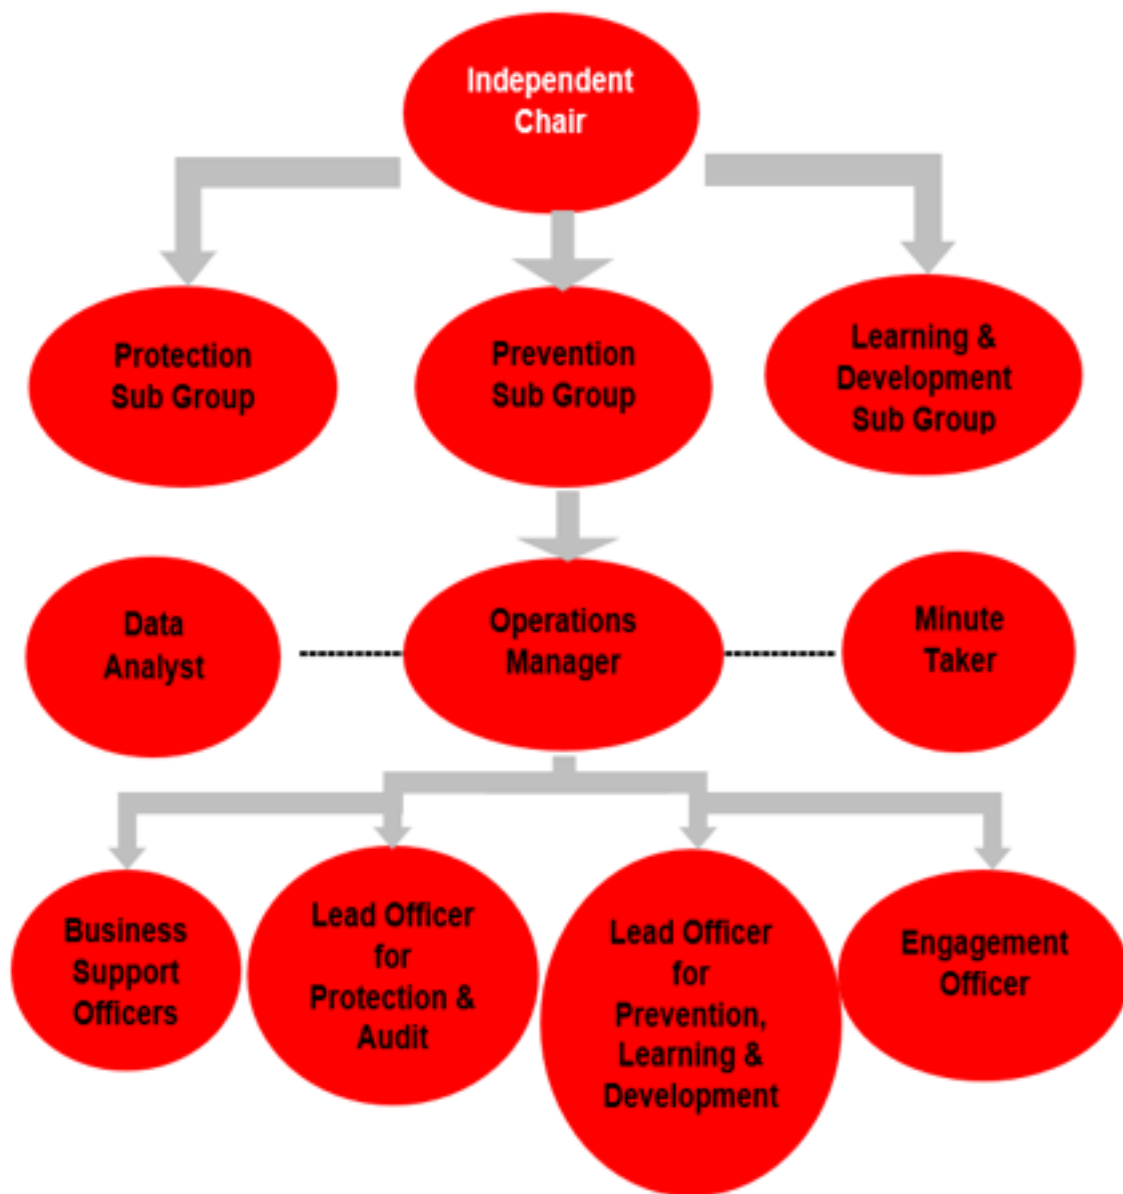 Independent
Chair
Protection
Sub Group
Prevention
Sub Group
Learning &
Development
Sub Group
Data
Analyst
Operations
Manager
Minute
Taker
Business
Support
Officers
Lead Officer
for
Protection &
Audit
Lead Officer
for
Prevention,
Learning &
Development
Engagement
Officer